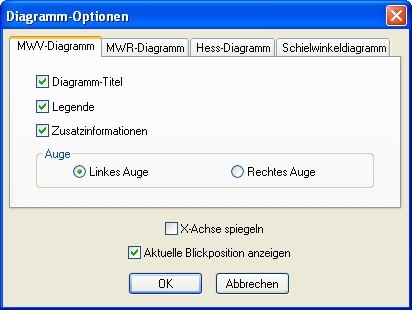 Diagramm-Optionen
MWV-Diagramm MWR-Diagramm Hess-Diagramm Schielwinkeldiagramm
Diagramm-Titel
Legende
Zusatzinformationen
Auge
Linkes Auge Rechtes Auge
X-Achse spiegeln
Aktuelle Blickposition anzeigen
OK Abbrechen